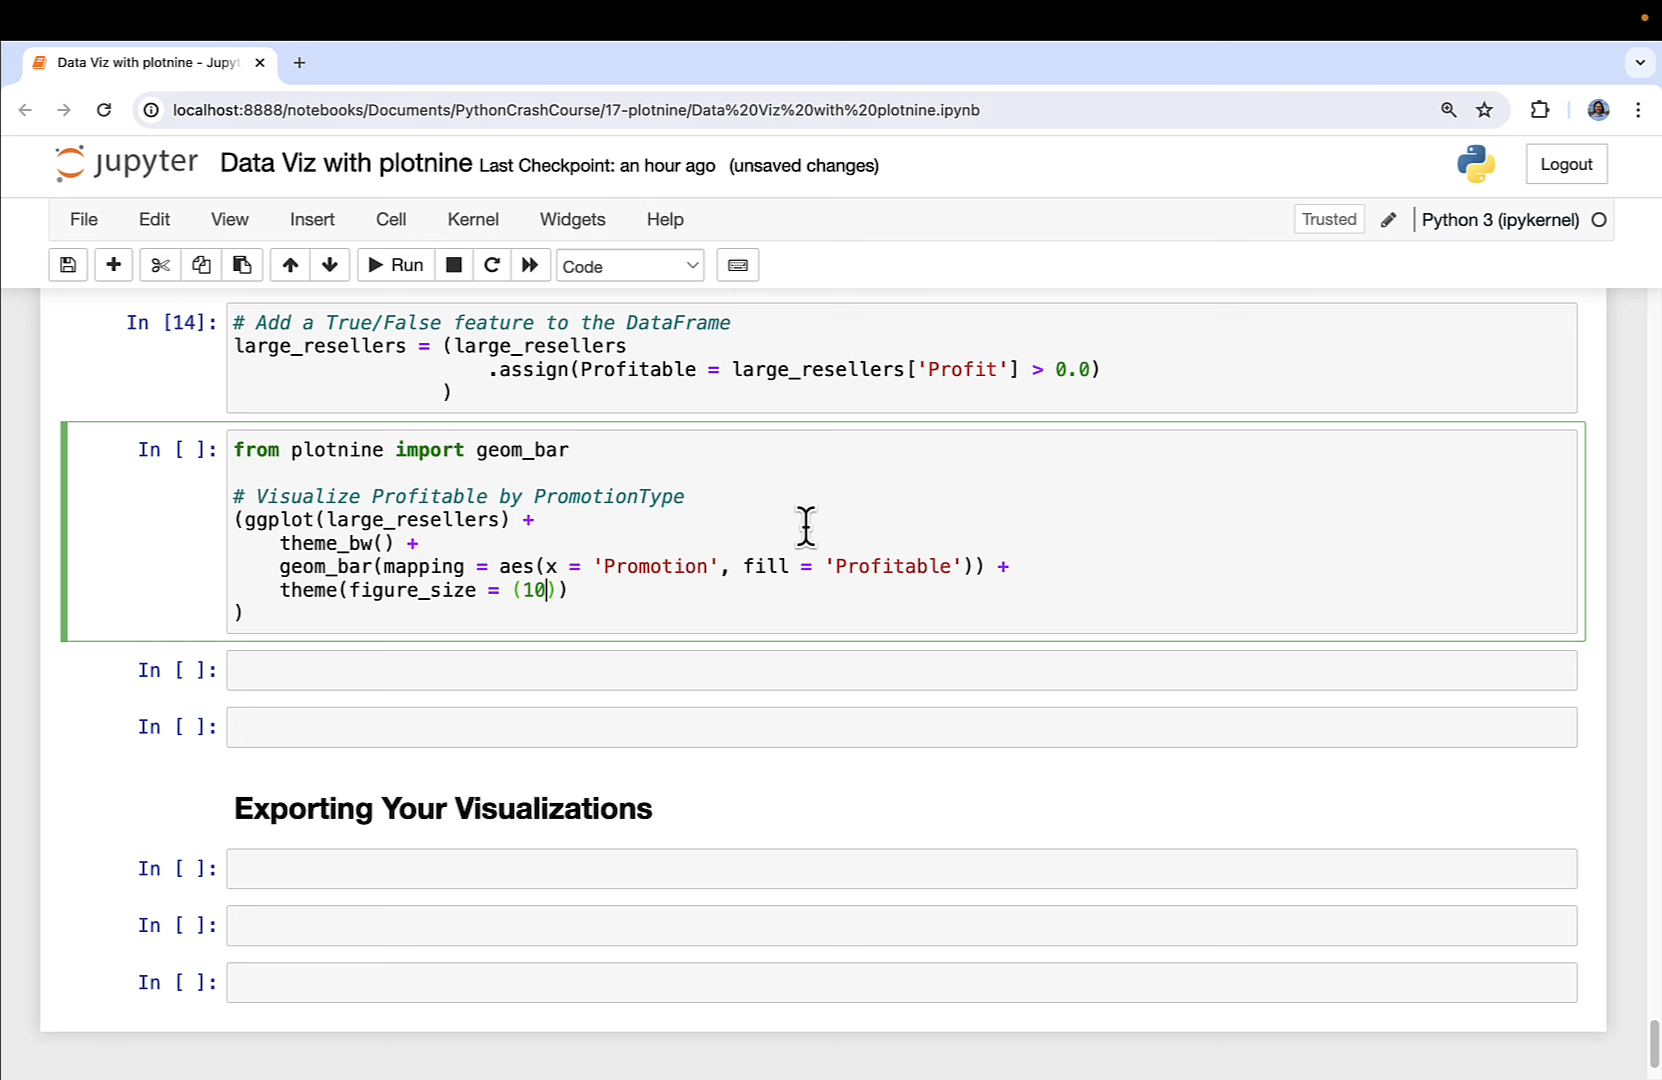 Data Viz with plotnine - Jupyt
localhost:8888/notebooks/Documents/PythonCrashCourse/17-plotnine/Data%20Viz%20with%20plotnine.ipynb
jupyter Data Viz with plotnine Last Checkpoint: an hour ago (unsaved changes) Logout
File Edit View Insert Cell Kernel Widgets Help Trusted Python 3 (ipykernel)
Run Code
In [14]: # Add a True/False feature to the DataFrame
large_resellers = (large_resellers
.assign(Profitable = large_resellers['Profit'] > 0.0)
)
In [ ]: from plotnine import geom_bar
# Visualize Profitable by PromotionType
(ggplot(large_resellers) +
theme_bw() +
geom_bar(mapping = aes(x = 'Promotion', fill = 'Profitable')) +
theme(figure_size = (10))
)
In [ ]:
In [ ]:
Exporting Your Visualizations
In [ ]:
In [ ]:
In [ ]: